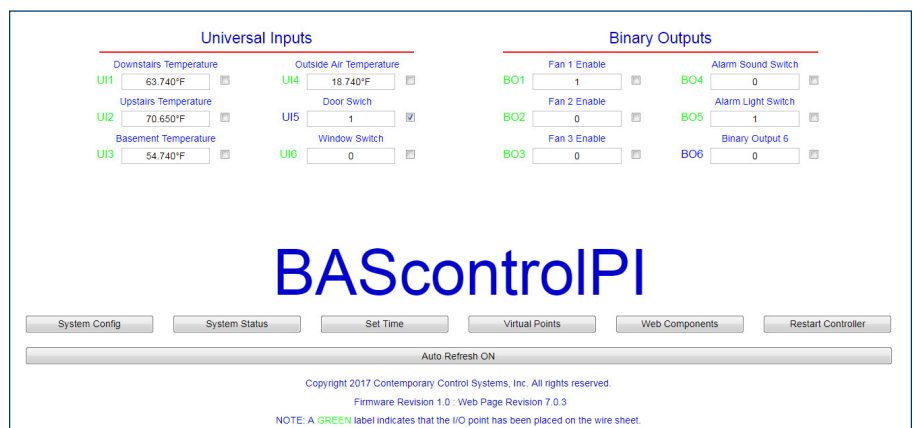 Universal Inputs Binary Outputs
Downstairs Temperature Outside Air Temperature Fan 1 Enable Alarm Sound Switch
UI1 63.740°F UI4 18.740°F BO1 1 BO4 0
Upstairs Temperature Door Swich Fan 2 Enable Alarm Light Switch
UI2 70.650°F UI5 1 BO2 0 BO5 1
Basement Temperature Window Switch Fan 3 Enable Binary Output 6
UI3 54.740°F UI6 0 BO3 0 BO6 0
BAScontrolPI
System Config System Status Set Time Virtual Points Web Components Restart Controller
Auto Refresh ON
Copyright 2017 Contemporary Control Systems, Inc. All rights reserved.
Firmware Revision 1.0 : Web Page Revision 7.0.3
NOTE: A GREEN label indicates that the I/O point has been placed on the wire sheet.